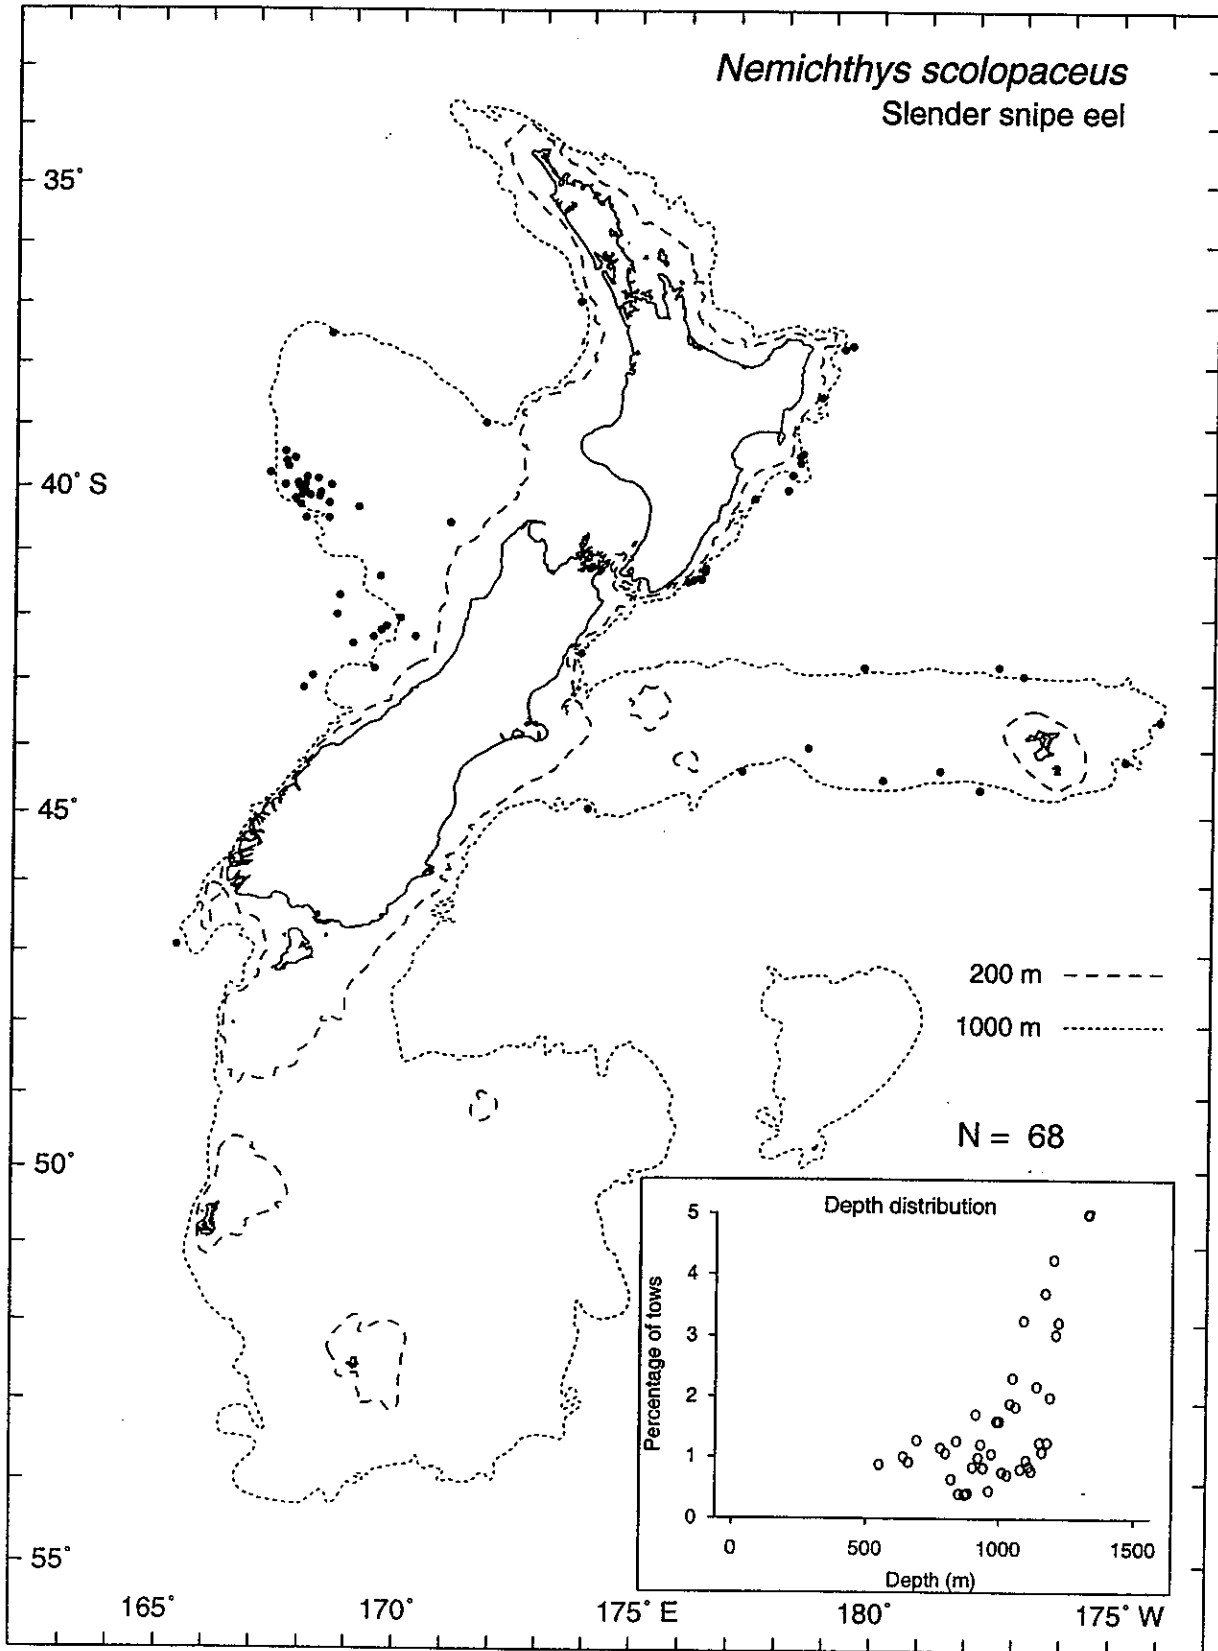 Nemichthys scolopaceus
Slender snipe eel
35°
40° S
45°
200 m
1000 m
N = 68
50°
Depth distribution
5
4
3
2
1
0
Percentage of tows
0 500 1000 1500
Depth (m)
55°
165° 170° 175° E 180° 175° W